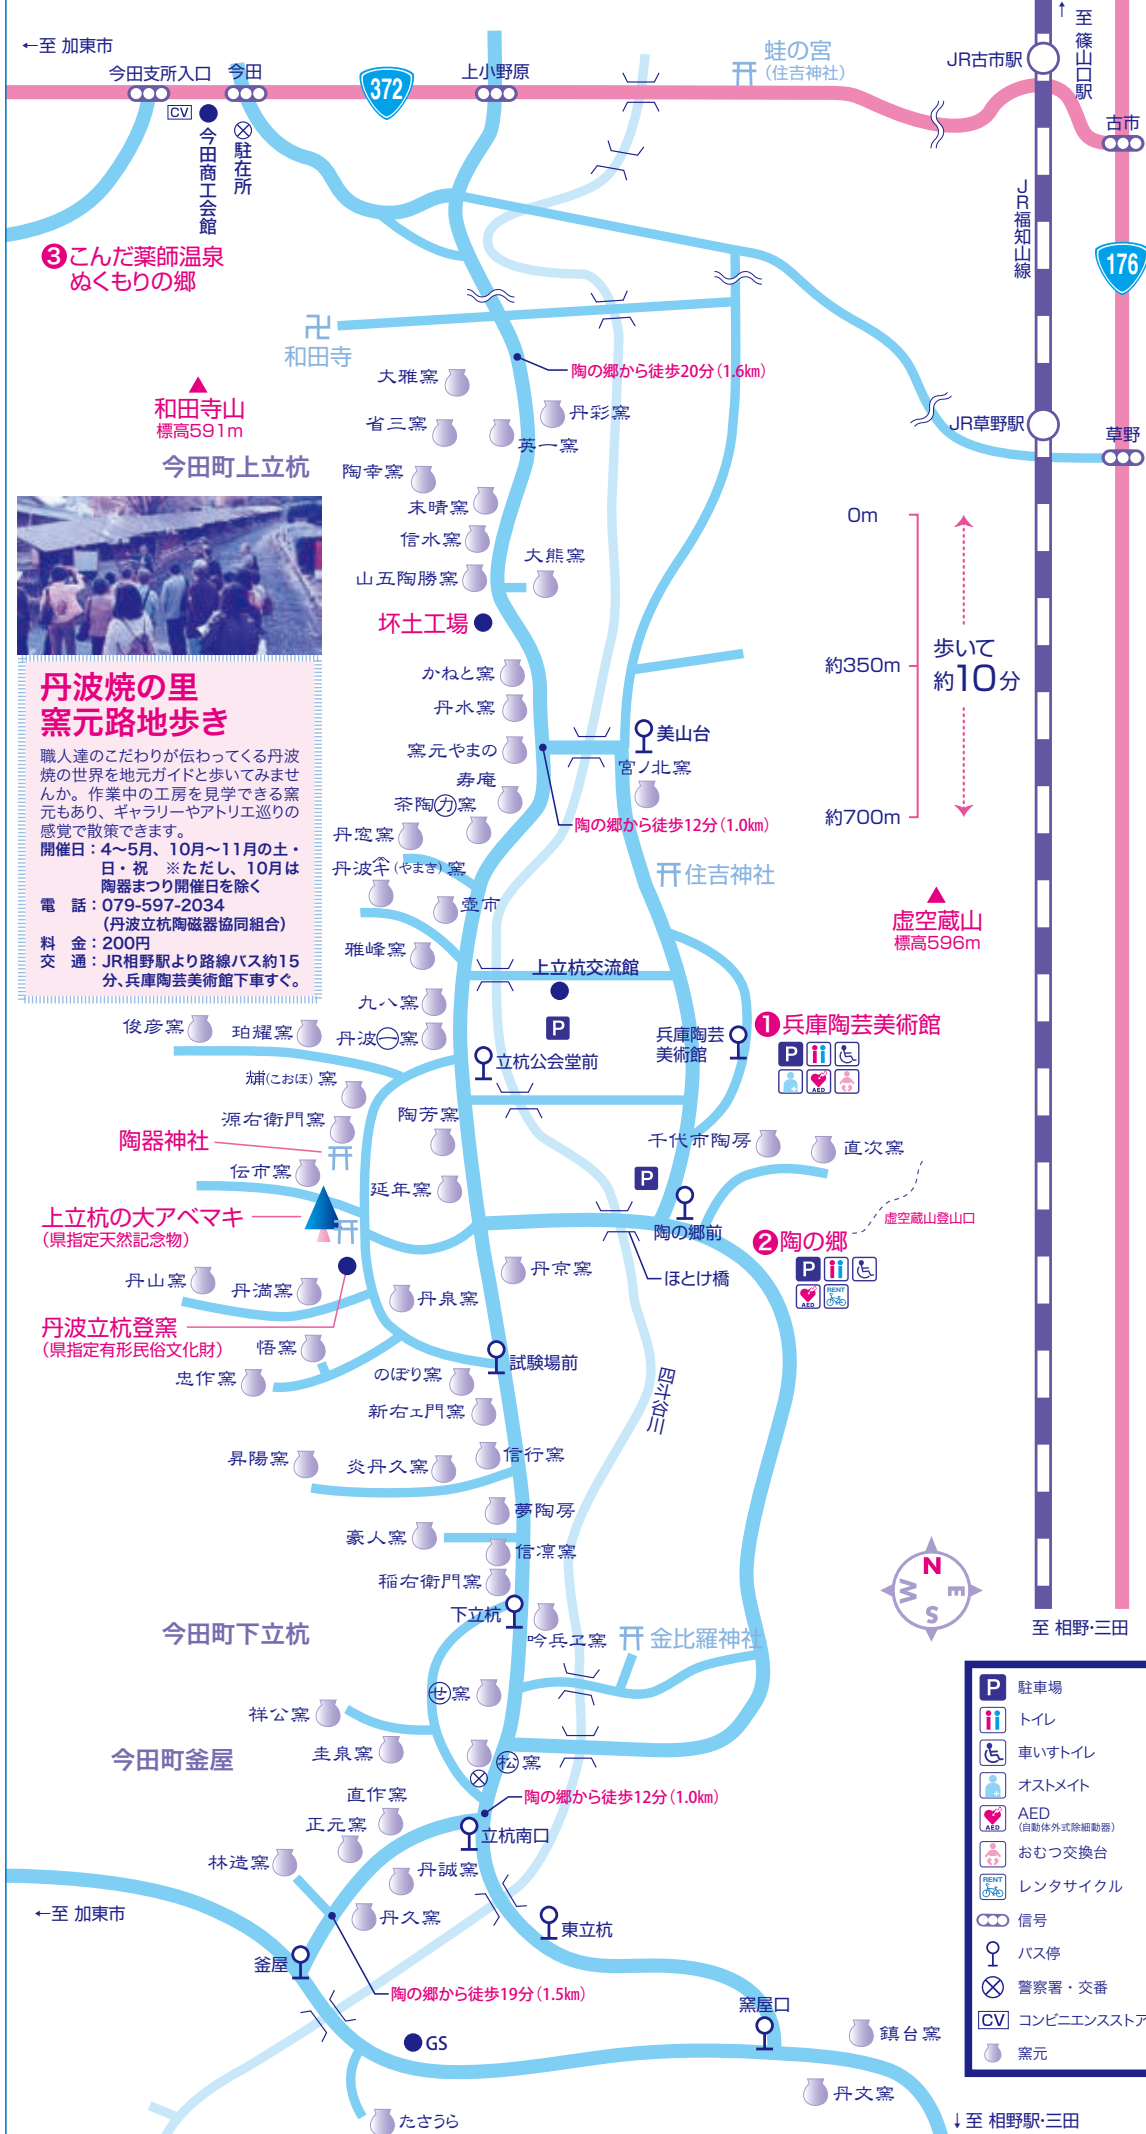 ←至 加東市
今田支所入口
今田
372
上小野原
蛙の宮
(住吉神社)
JR古市駅
↑至 篠山口駅
古市
CV
今田商工会館
駐在所
JR福知山線
176
❸こんだ薬師温泉
ぬくもりの郷
和田寺
陶の郷から徒歩20分(1.6km)
大雅窯
和田寺山
標高591m
省三窯
丹彩窯
英一窯
JR草野駅
草野
今田町上立杭
陶幸窯
末晴窯
信水窯
大熊窯
山五陶勝窯
坏土工場
0m
約350m
約700m
歩いて
約10分
丹波焼の里
窯元路地歩き
職人達のこだわりが伝わってくる丹波
焼の世界を地元ガイドと歩いてみませ
んか。作業中の工房を見学できる窯
元もあり、ギャラリーやアトリエ巡りの
感覚で散策できます。
開催日：4〜5月、10月〜11月の土・
日・祝　※ただし、10月は
陶器まつり開催日を除く
電　話：079-597-2034
(丹波立杭陶磁器協同組合)
料　金：200円
交　通：JR相野駅より路線バス約15
分、兵庫陶芸美術館下車すぐ。
かねと窯
丹水窯
窯元やまの
美山台
宮ノ北窯
寿庵
茶陶㋕窯
陶の郷から徒歩12分(1.0km)
丹窓窯
(やまき)窯
壺市
住吉神社
虚空蔵山
標高596m
雅峰窯
上立杭交流館
九八窯
P
俊彦窯
珀耀窯
丹波㊀窯
立杭公会堂前
兵庫陶芸
美術館
❶兵庫陶芸美術館
P
AED
(こおほ)窯
源右衛門窯
陶芳窯
陶器神社
千代市陶房
直次窯
伝市窯
延年窯
P
上立杭の大アベマキ
(県指定天然記念物)
陶の郷前
虚空蔵山登山口
❷陶の郷
P
AED
RENT
ほとけ橋
丹京窯
丹山窯
丹満窯
丹泉窯
丹波立杭登窯
(県指定有形民俗文化財)
悟窯
試験場前
忠作窯
のぼり窯
四斗谷川
新右ェ門窯
昇陽窯
炎丹久窯
信行窯
夢陶房
豪人窯
信凛窯
稲右衛門窯
下立杭
今田町下立杭
吟兵ヱ窯
金比羅神社
N
E
S
W
至 相野・三田
㋝窯
祥公窯
今田町釜屋
圭泉窯
松窯
直作窯
陶の郷から徒歩12分(1.0km)
正元窯
立杭南口
林造窯
丹誠窯
←至 加東市
丹久窯
東立杭
釜屋
陶の郷から徒歩19分(1.5km)
窯屋口
GS
鎮台窯
丹文窯
たさうら
↓至 相野駅・三田
P 駐車場
トイレ
車いすトイレ
オストメイト
AED AED
(自動体外式除細動器)
おむつ交換台
RENT レンタサイクル
信号
バス停
警察署・交番
CV コンビニエンスストア
窯元